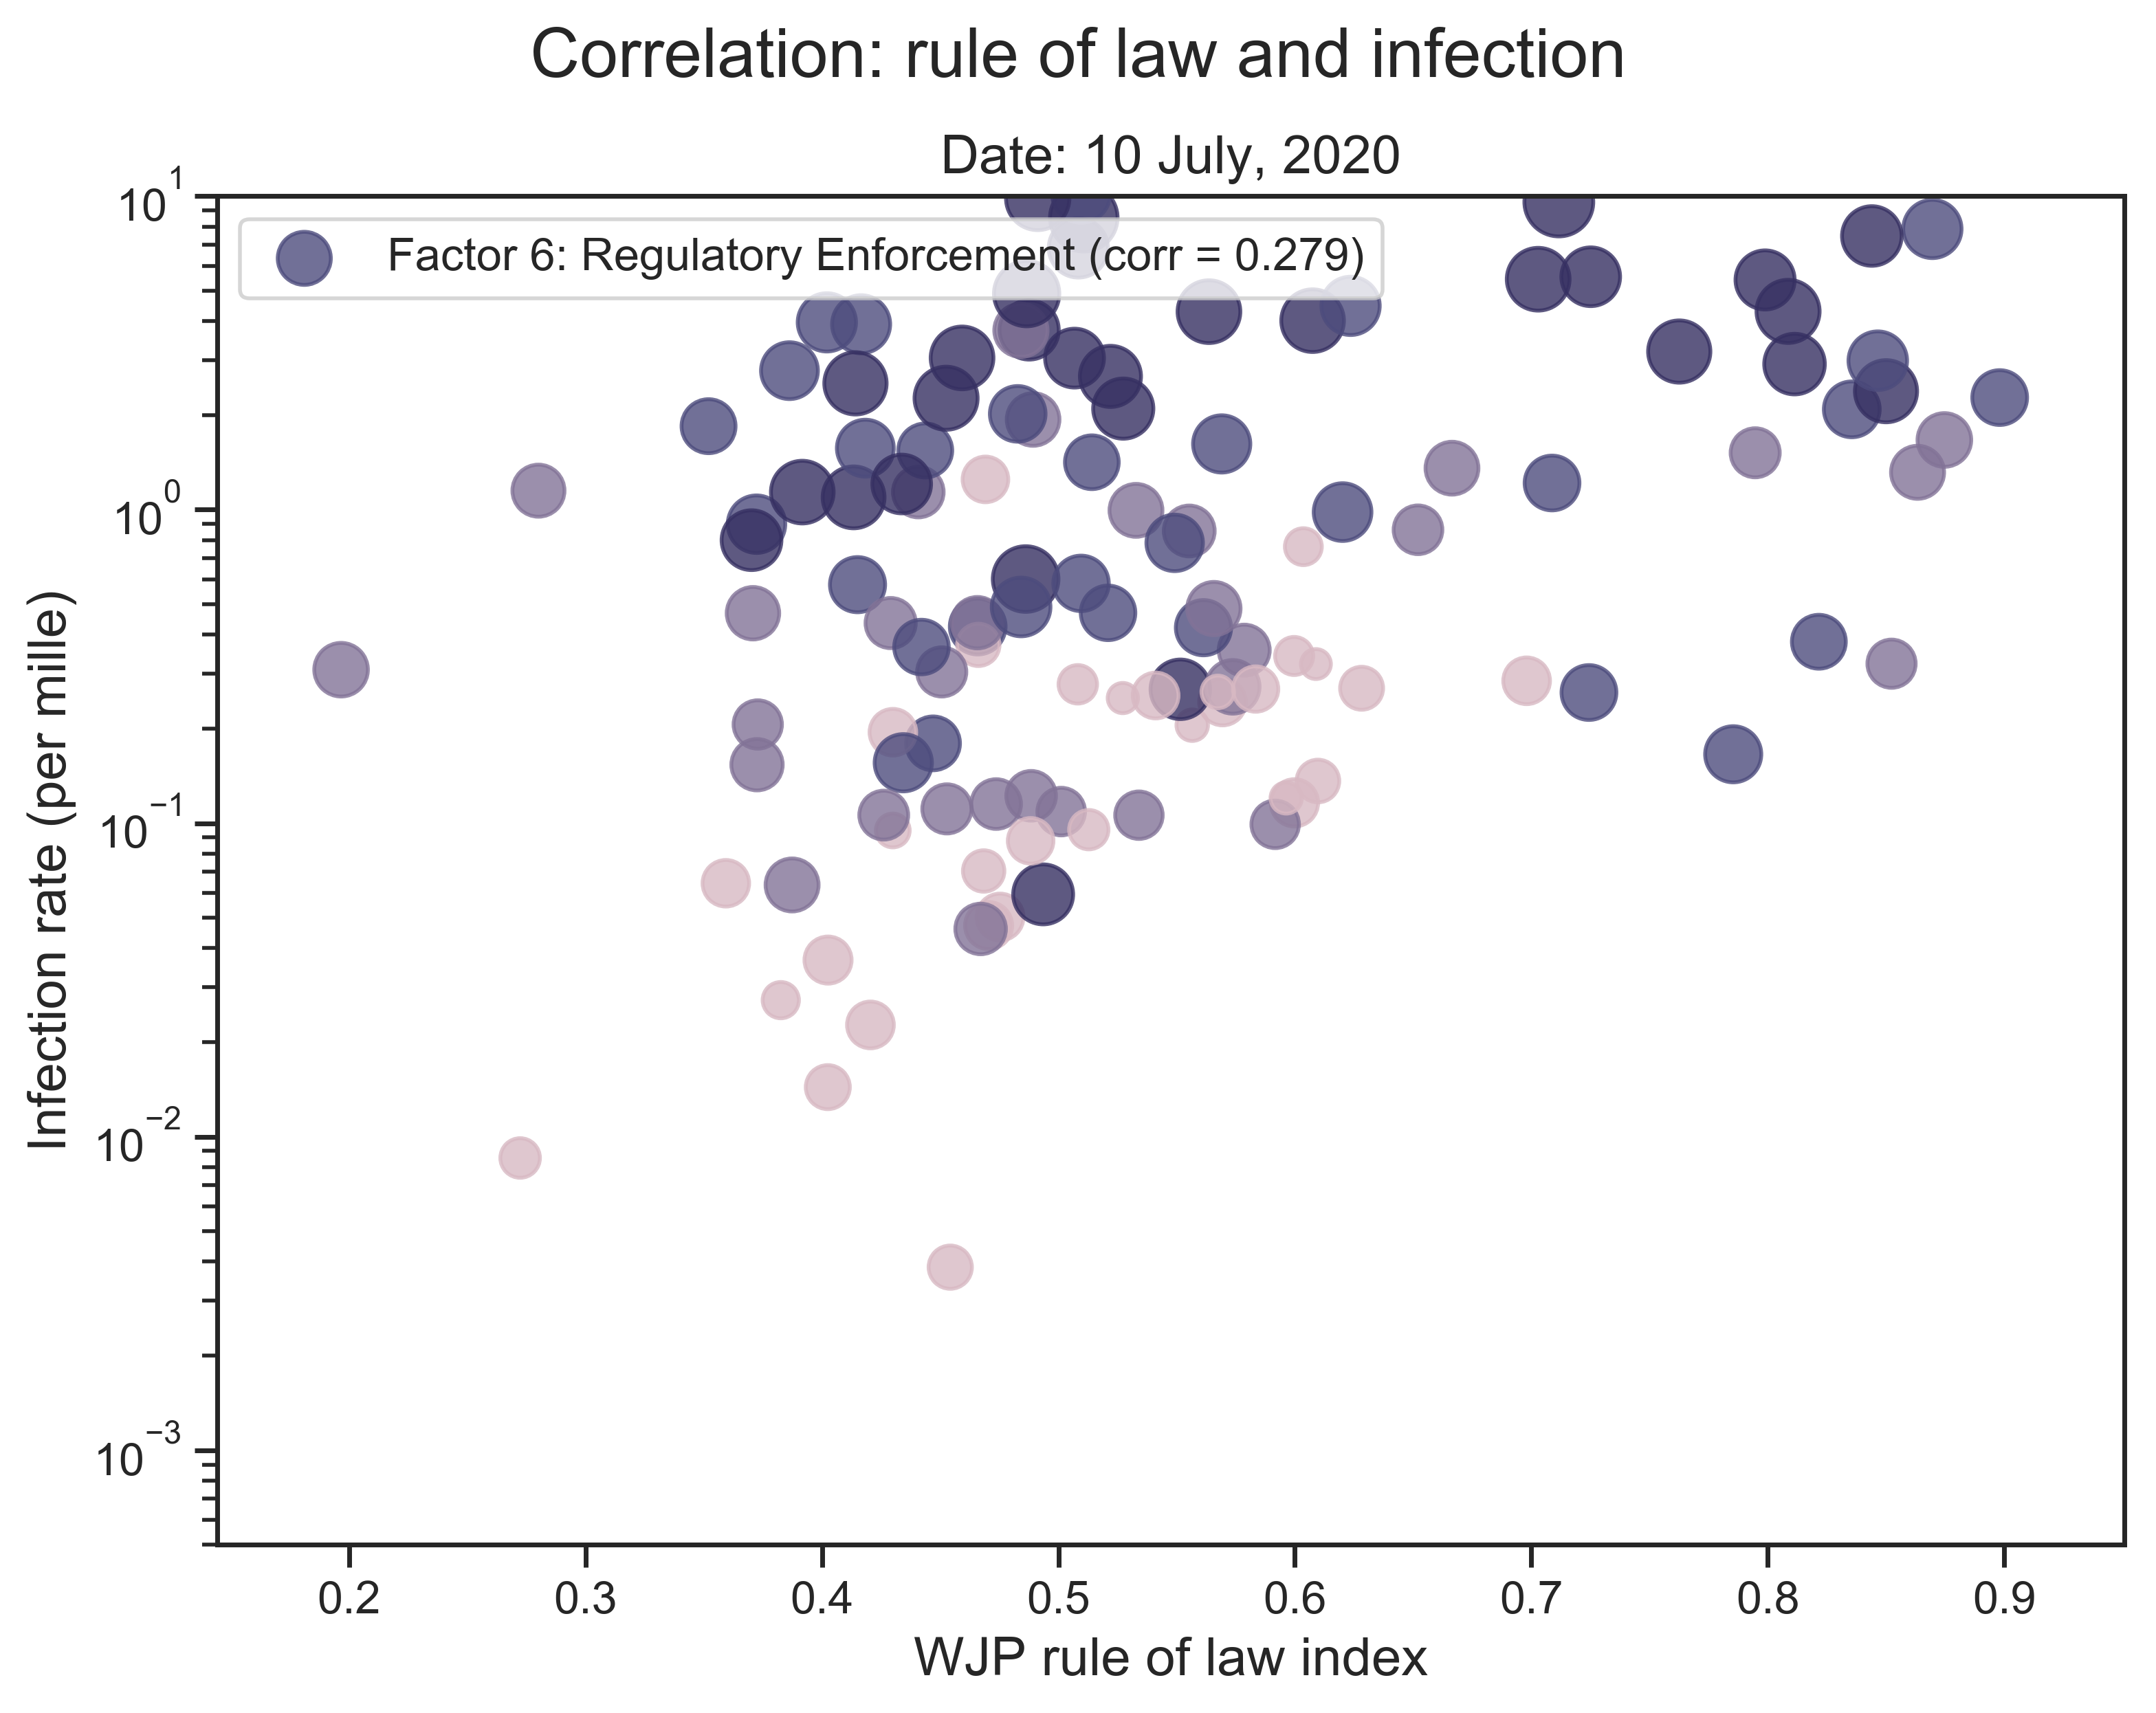 Correlation: rule of law and infection
Date: 10 July, 2020
Factor 6: Regulatory Enforcement (corr = 0.279)
Infection rate (per mille)
10^1
10^0
10^−1
10^−2
10^−3
0.2 0.3 0.4 0.5 0.6 0.7 0.8 0.9
WJP rule of law index